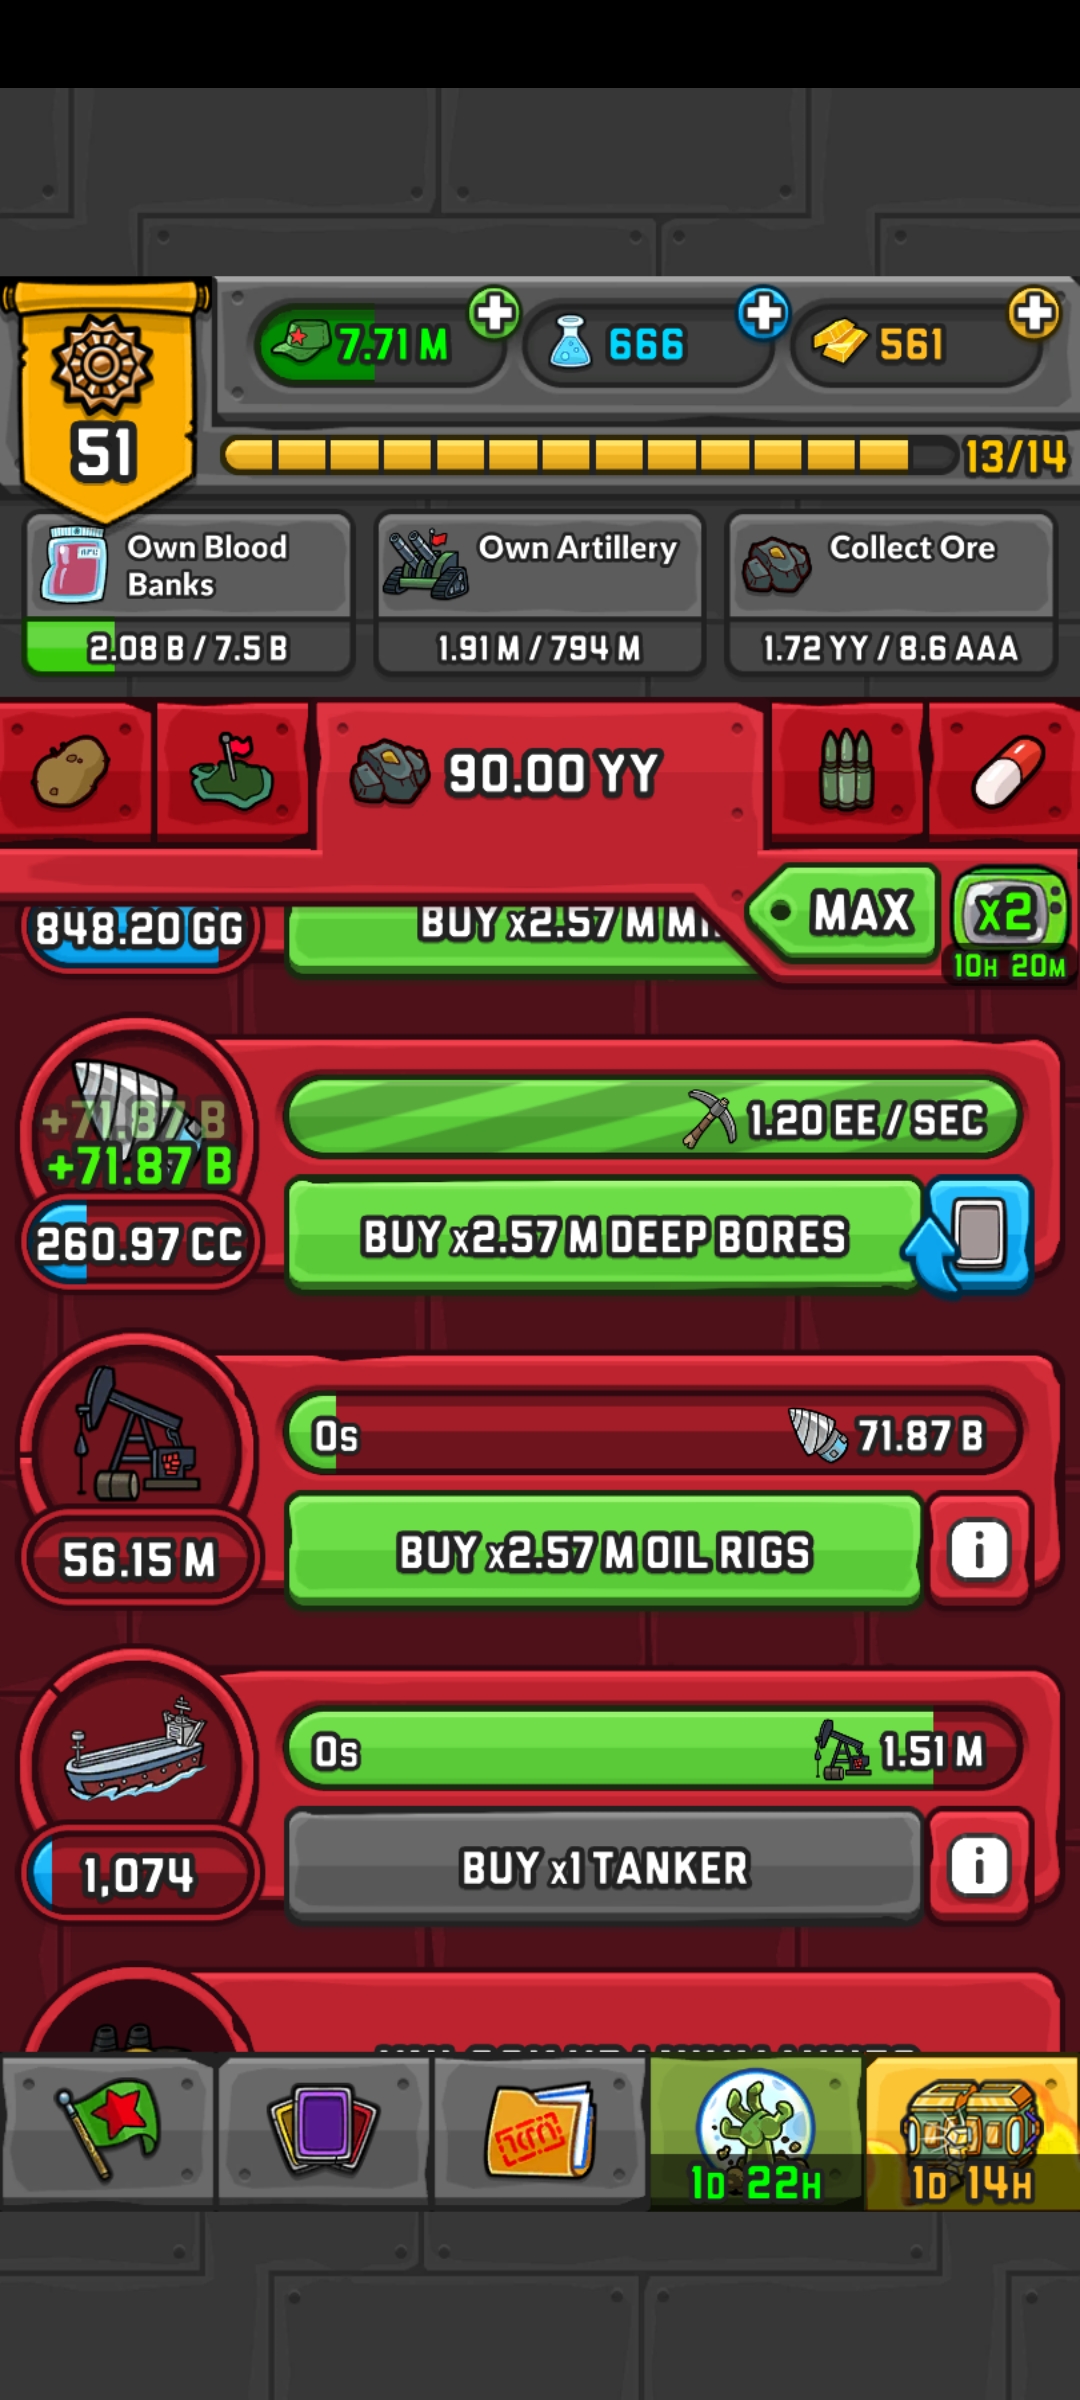 7.71 M
666
561
51
13/14
Own Blood
Banks
2.08 B / 7.5 B
Own Artillery
1.91 M / 794 M
Collect Ore
1.72 YY / 8.6 AAA
90.00 YY
MAX
x2
10H 20M
848.20 GG
BUY x2.57 M
+71.87 B
+71.87 B
260.97 CC
1.20 EE / SEC
BUY x2.57 M DEEP BORES
0s
71.87 B
56.15 M
BUY x2.57 M OIL RIGS
i
0s
1.51 M
1,074
BUY x1 TANKER
i
1D 22H
1D 14H